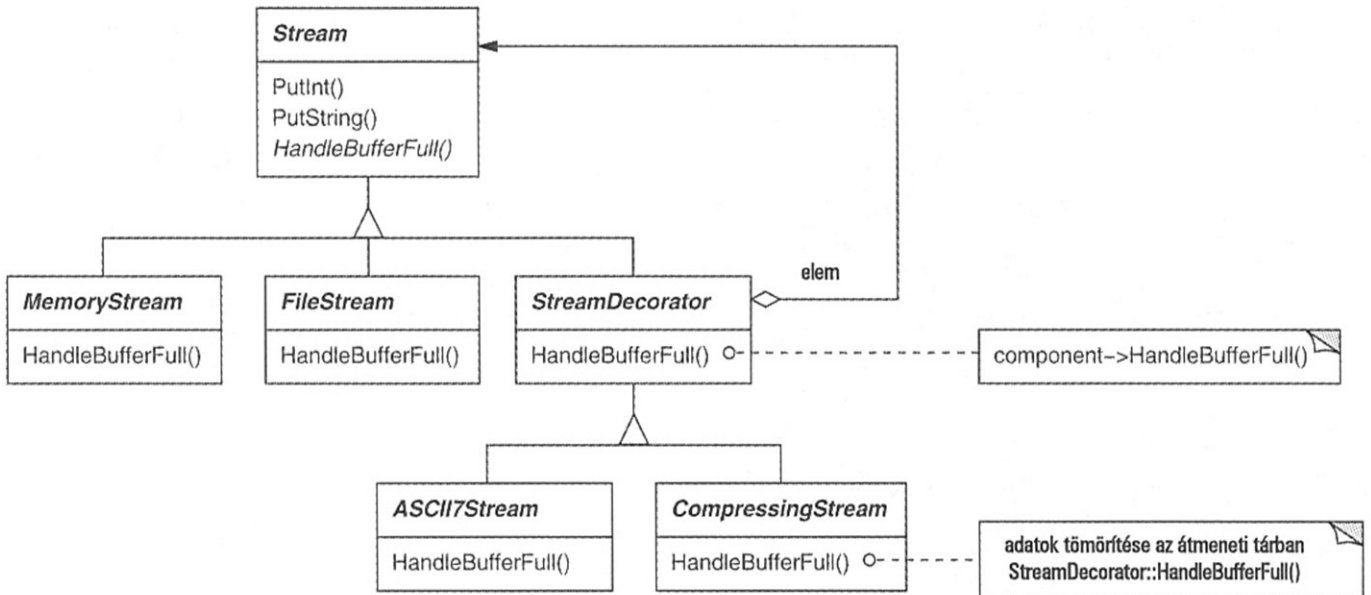 Stream
PutInt()
PutString()
HandleBufferFull()
elem
MemoryStream
HandleBufferFull()
FileStream
HandleBufferFull()
StreamDecorator
HandleBufferFull()
component->HandleBufferFull()
ASCII7Stream
HandleBufferFull()
CompressingStream
HandleBufferFull()
adatok tömörítése az átmeneti tárban
StreamDecorator::HandleBufferFull()